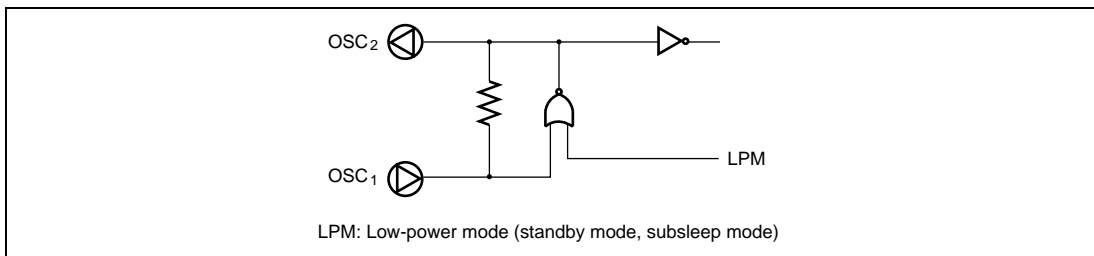 OSC2
LPM
OSC1
LPM: Low-power mode (standby mode, subsleep mode)